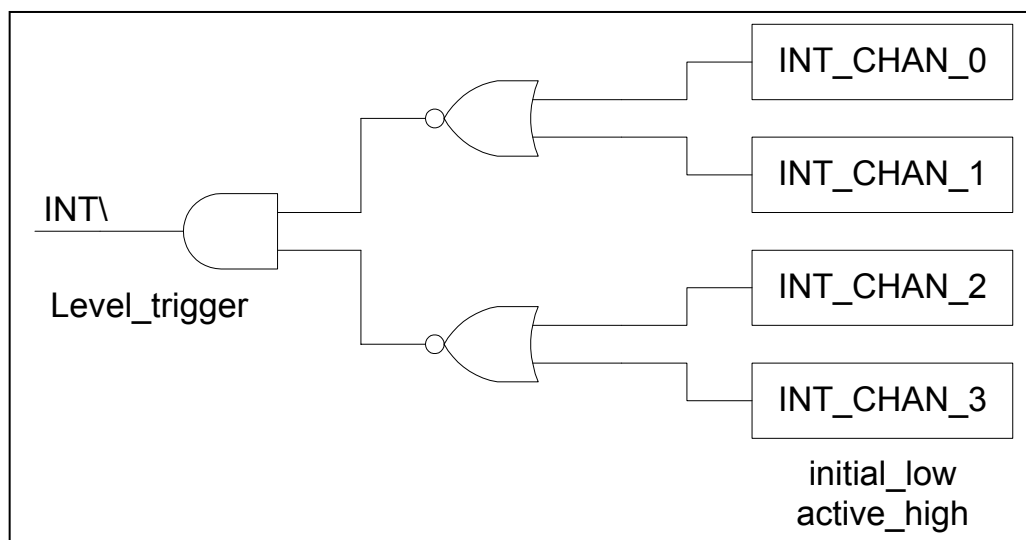 INT_CHAN_0
INT_CHAN_1
INT\
Level_trigger
INT_CHAN_2
INT_CHAN_3
initial_low
active_high